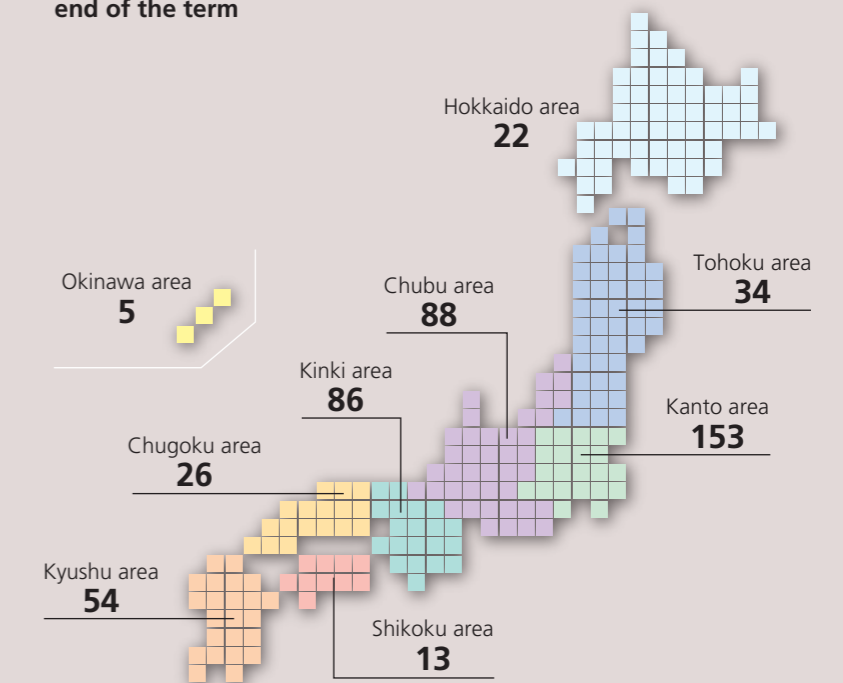 end of the term
Hokkaido area
22
Tohoku area
34
Okinawa area
5
Chubu area
88
Kinki area
86
Kanto area
153
Chugoku area
26
Kyushu area
54
Shikoku area
13